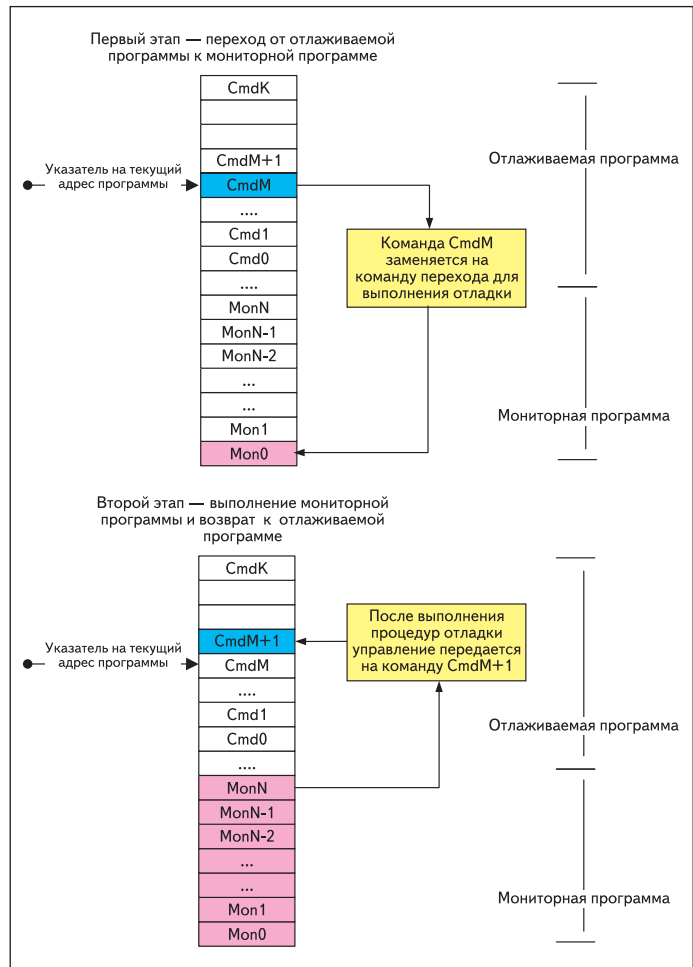 Первый этап — переход от отлаживаемой
программы к мониторной программе
CmdK
CmdM+1
Указатель на текущий
адрес программы
CmdM
....
Cmd1
Cmd0
....
MonN
MonN-1
MonN-2
...
...
Mon1
Mon0
Команда CmdM
заменяется на
команду перехода для
выполнения отладки
Отлаживаемая программа
Мониторная программа
Второй этап — выполнение мониторной
программы и возврат к отлаживаемой
программе
CmdK
CmdM+1
Указатель на текущий
адрес программы
CmdM
....
Cmd1
Cmd0
....
MonN
MonN-1
MonN-2
...
...
Mon1
Mon0
После выполнения
процедур отладки
управление передается
на команду CmdM+1
Отлаживаемая программа
Мониторная программа